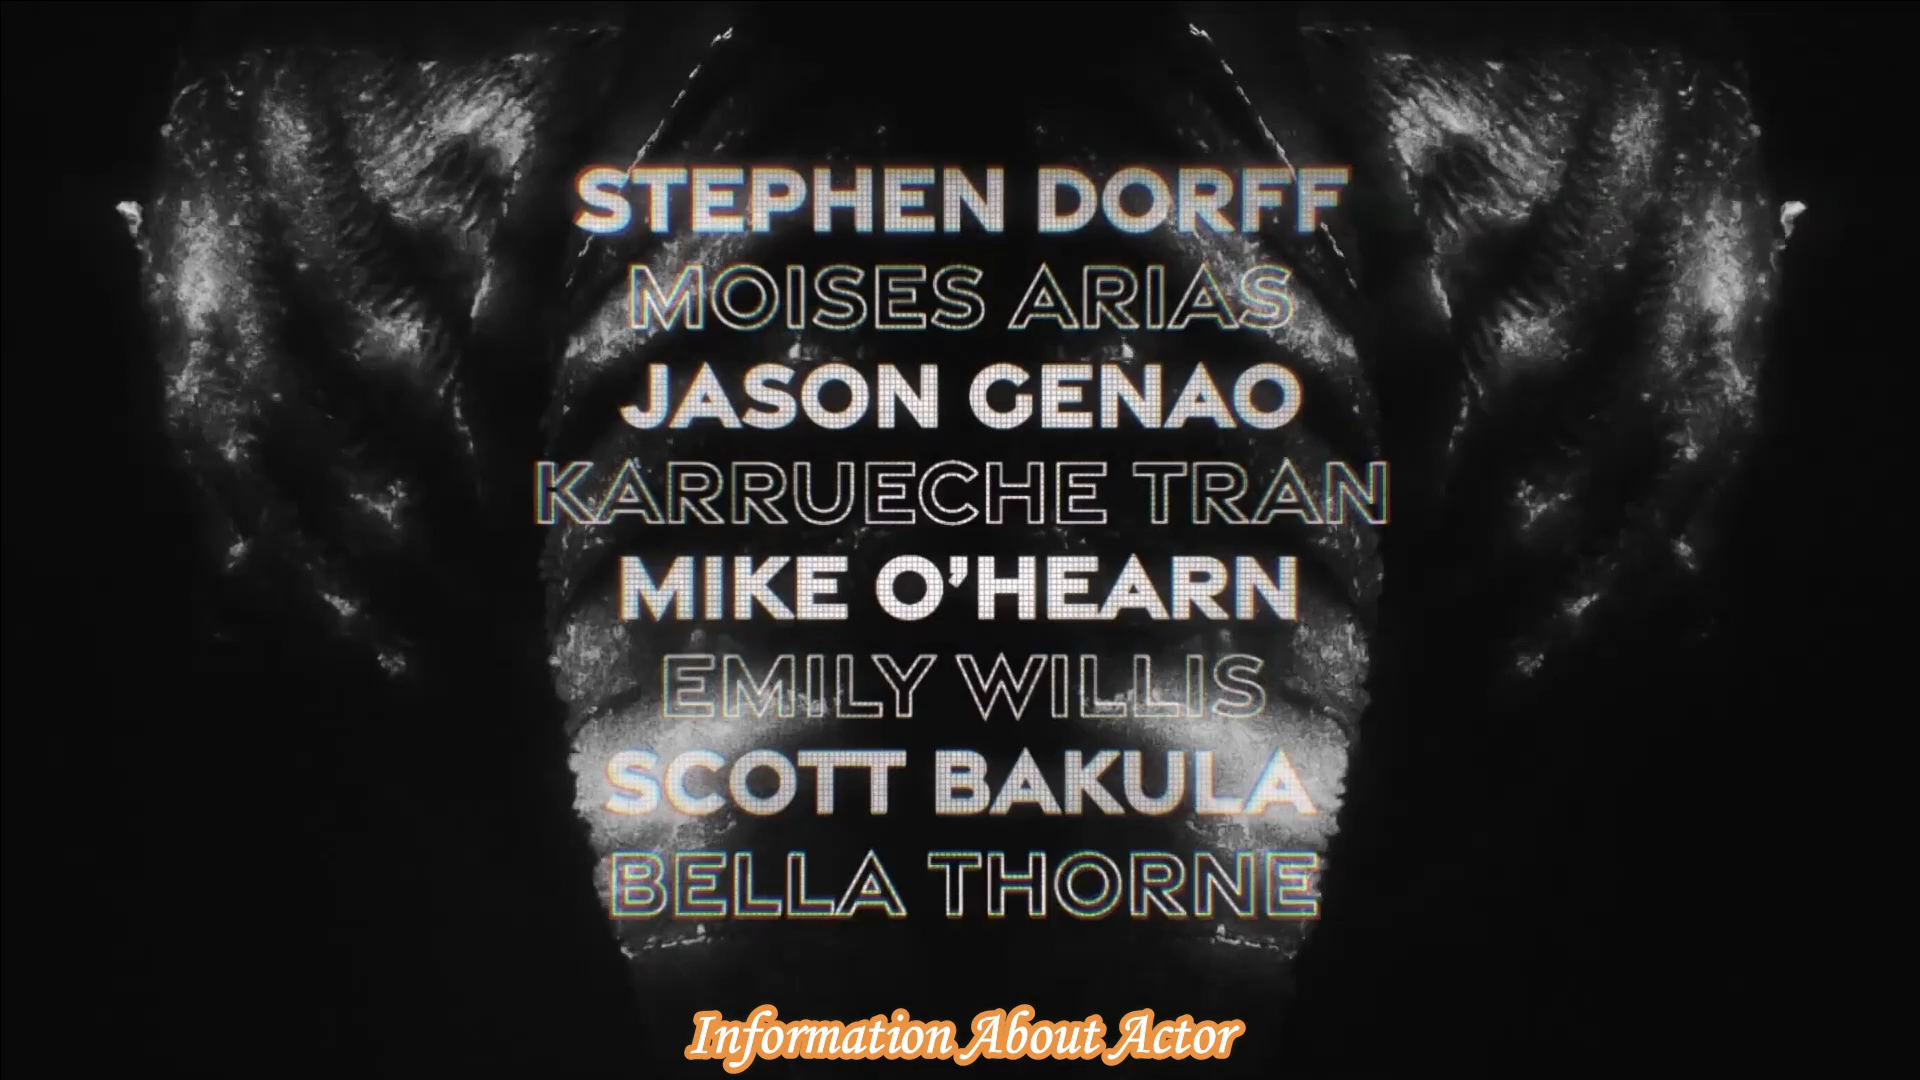 STEPHEN DORFF
MOISES ARIAS
JASON GENAO
KARRUECHE TRAN
MIKE O’HEARN
EMILY WILLIS
SCOTT BAKULA
BELLA THORNE
Information About Actor